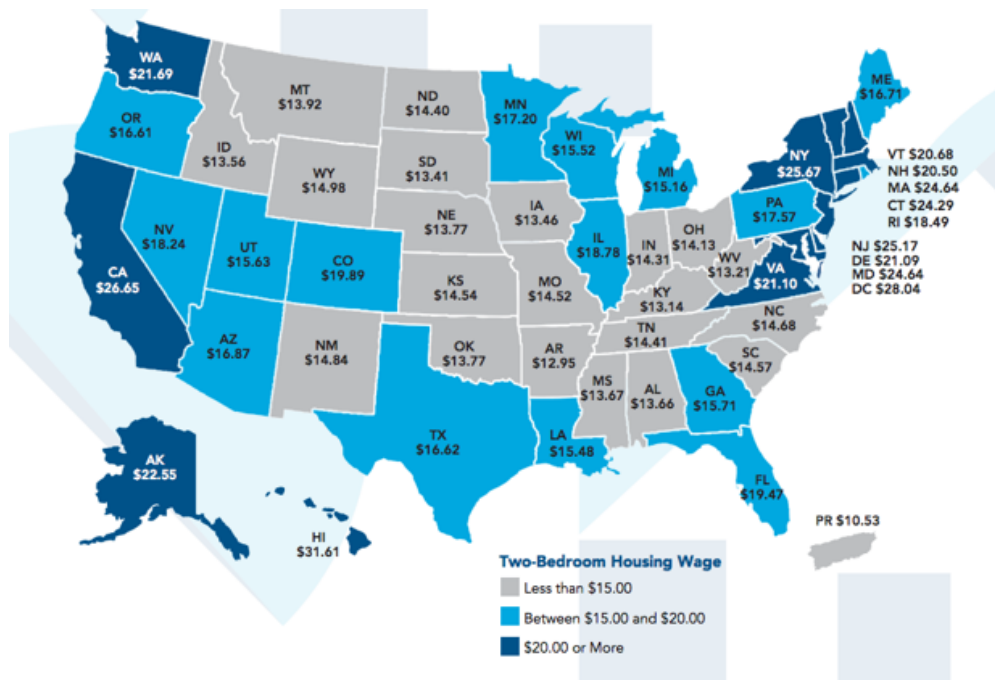 WA
$21.69
OR
$16.61
CA
$26.65
NV
$18.24
ID
$13.56
MT
$13.92
WY
$14.98
UT
$15.63
CO
$19.89
AZ
$16.87
NM
$14.84
ND
$14.40
SD
$13.41
NE
$13.77
KS
$14.54
OK
$13.77
TX
$16.62
MN
$17.20
IA
$13.46
MO
$14.52
AR
$12.95
LA
$15.48
WI
$15.52
IL
$18.78
MI
$15.16
IN
$14.31
OH
$14.13
KY
$13.14
TN
$14.41
MS
$13.67
AL
$13.66
GA
$15.71
FL
$19.47
SC
$14.57
NC
$14.68
WV
$13.21
VA
$21.10
PA
$17.57
NY
$25.67
ME
$16.71
VT $20.68
NH $20.50
MA $24.64
CT $24.29
RI $18.49
NJ $25.17
DE $21.09
MD $24.64
DC $28.04
AK
$22.55
HI
$31.61
PR $10.53
Two-Bedroom Housing Wage
Less than $15.00
Between $15.00 and $20.00
$20.00 or More